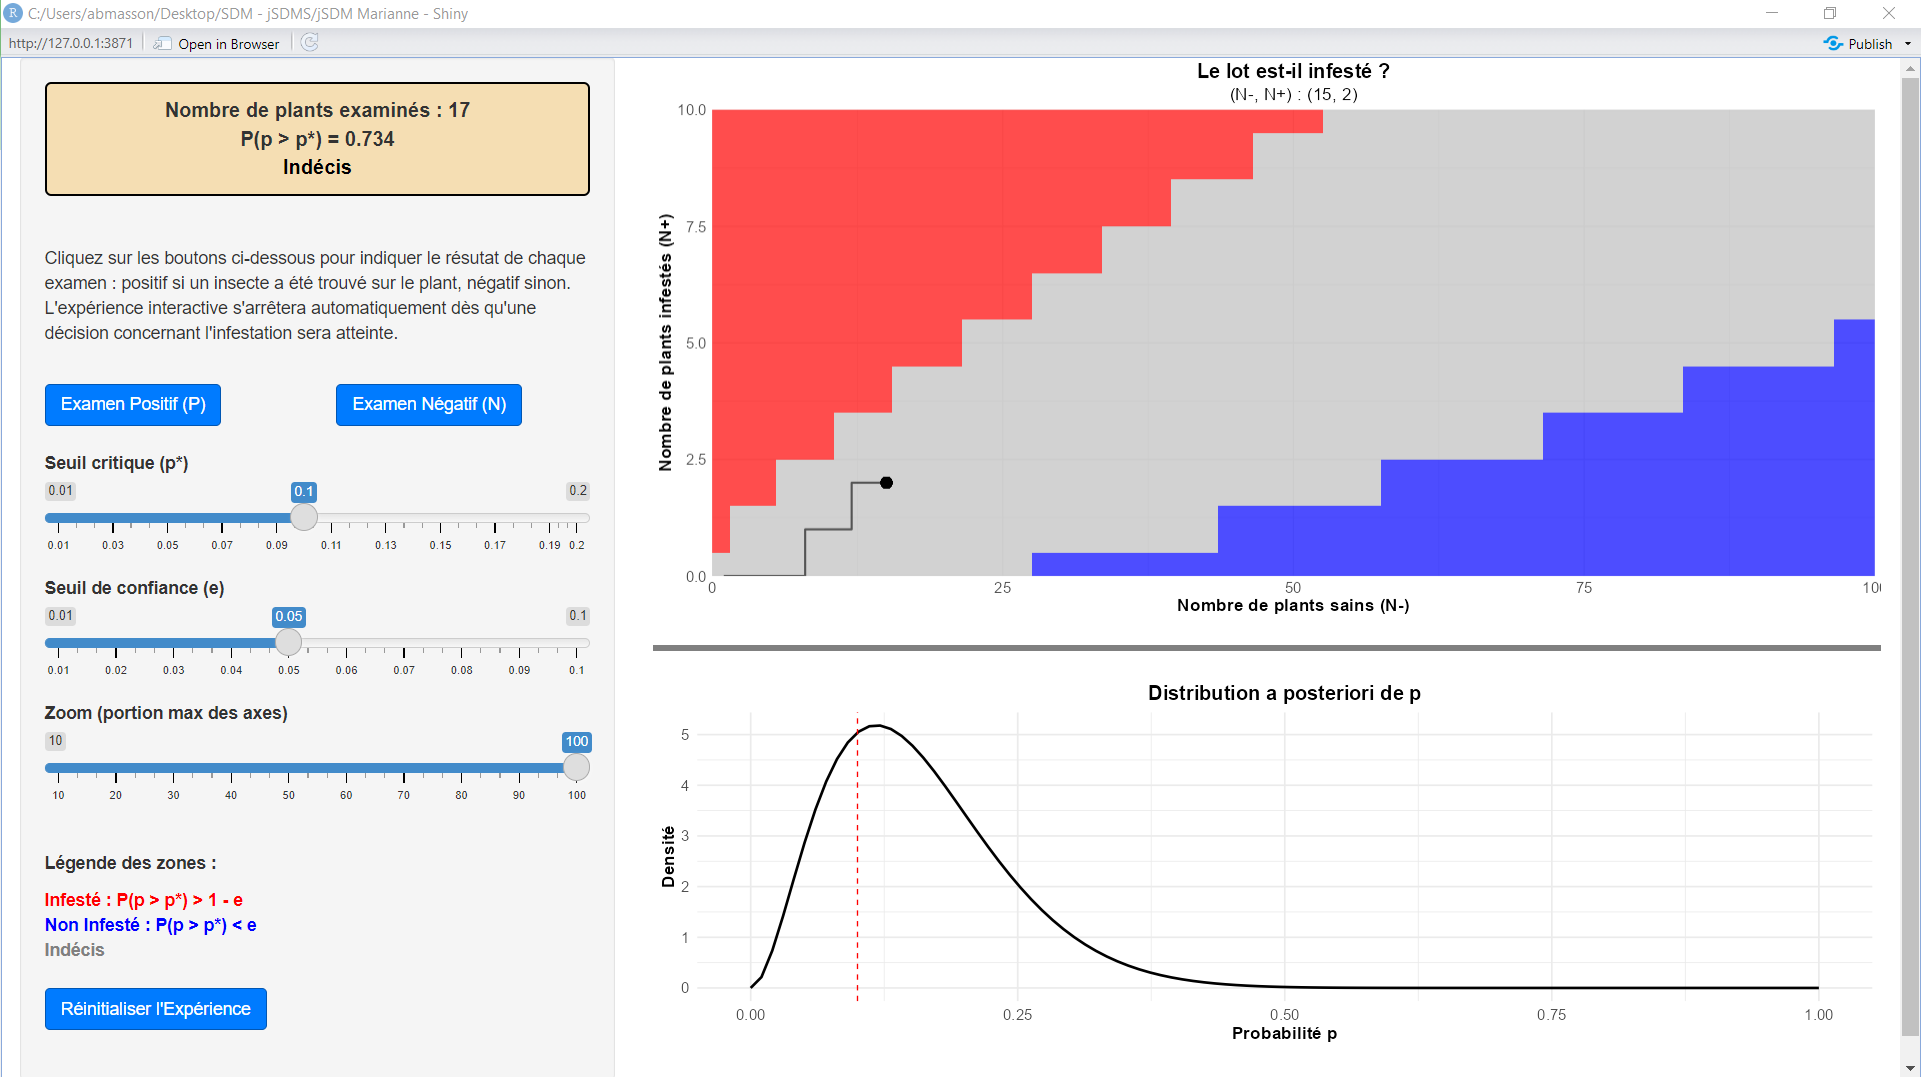 C:/Users/abmasson/Desktop/SDM - jSDMS/jSDM Marianne - Shiny
http://127.0.0.1:3871
Open in Browser
Publish
Nombre de plants examinés : 17
P(p > p*) = 0.734
Indécis
Cliquez sur les boutons ci-dessous pour indiquer le résutat de chaque
examen : positif si un insecte a été trouvé sur le plant, négatif sinon.
L'expérience interactive s'arrêtera automatiquement dès qu'une
décision concernant l'infestation sera atteinte.
Examen Positif (P)
Examen Négatif (N)
Seuil critique (p*)
0.01
0.1
0.2
0.01 0.03 0.05 0.07 0.09 0.11 0.13 0.15 0.17 0.19 0.2
Seuil de confiance (e)
0.01
0.05
0.1
0.01 0.02 0.03 0.04 0.05 0.06 0.07 0.08 0.09 0.1
Zoom (portion max des axes)
10
100
10 20 30 40 50 60 70 80 90 100
Légende des zones :
Infesté : P(p > p*) > 1 - e
Non Infesté : P(p > p*) < e
Indécis
Réinitialiser l'Expérience
Le lot est-il infesté ?
(N-, N+) : (15, 2)
Nombre de plants infestés (N+)
10.0
7.5
5.0
2.5
0.0
0 25 50 75 100
Nombre de plants sains (N-)
Distribution a posteriori de p
Densité
5
4
3
2
1
0
0.00 0.25 0.50 0.75 1.00
Probabilité p